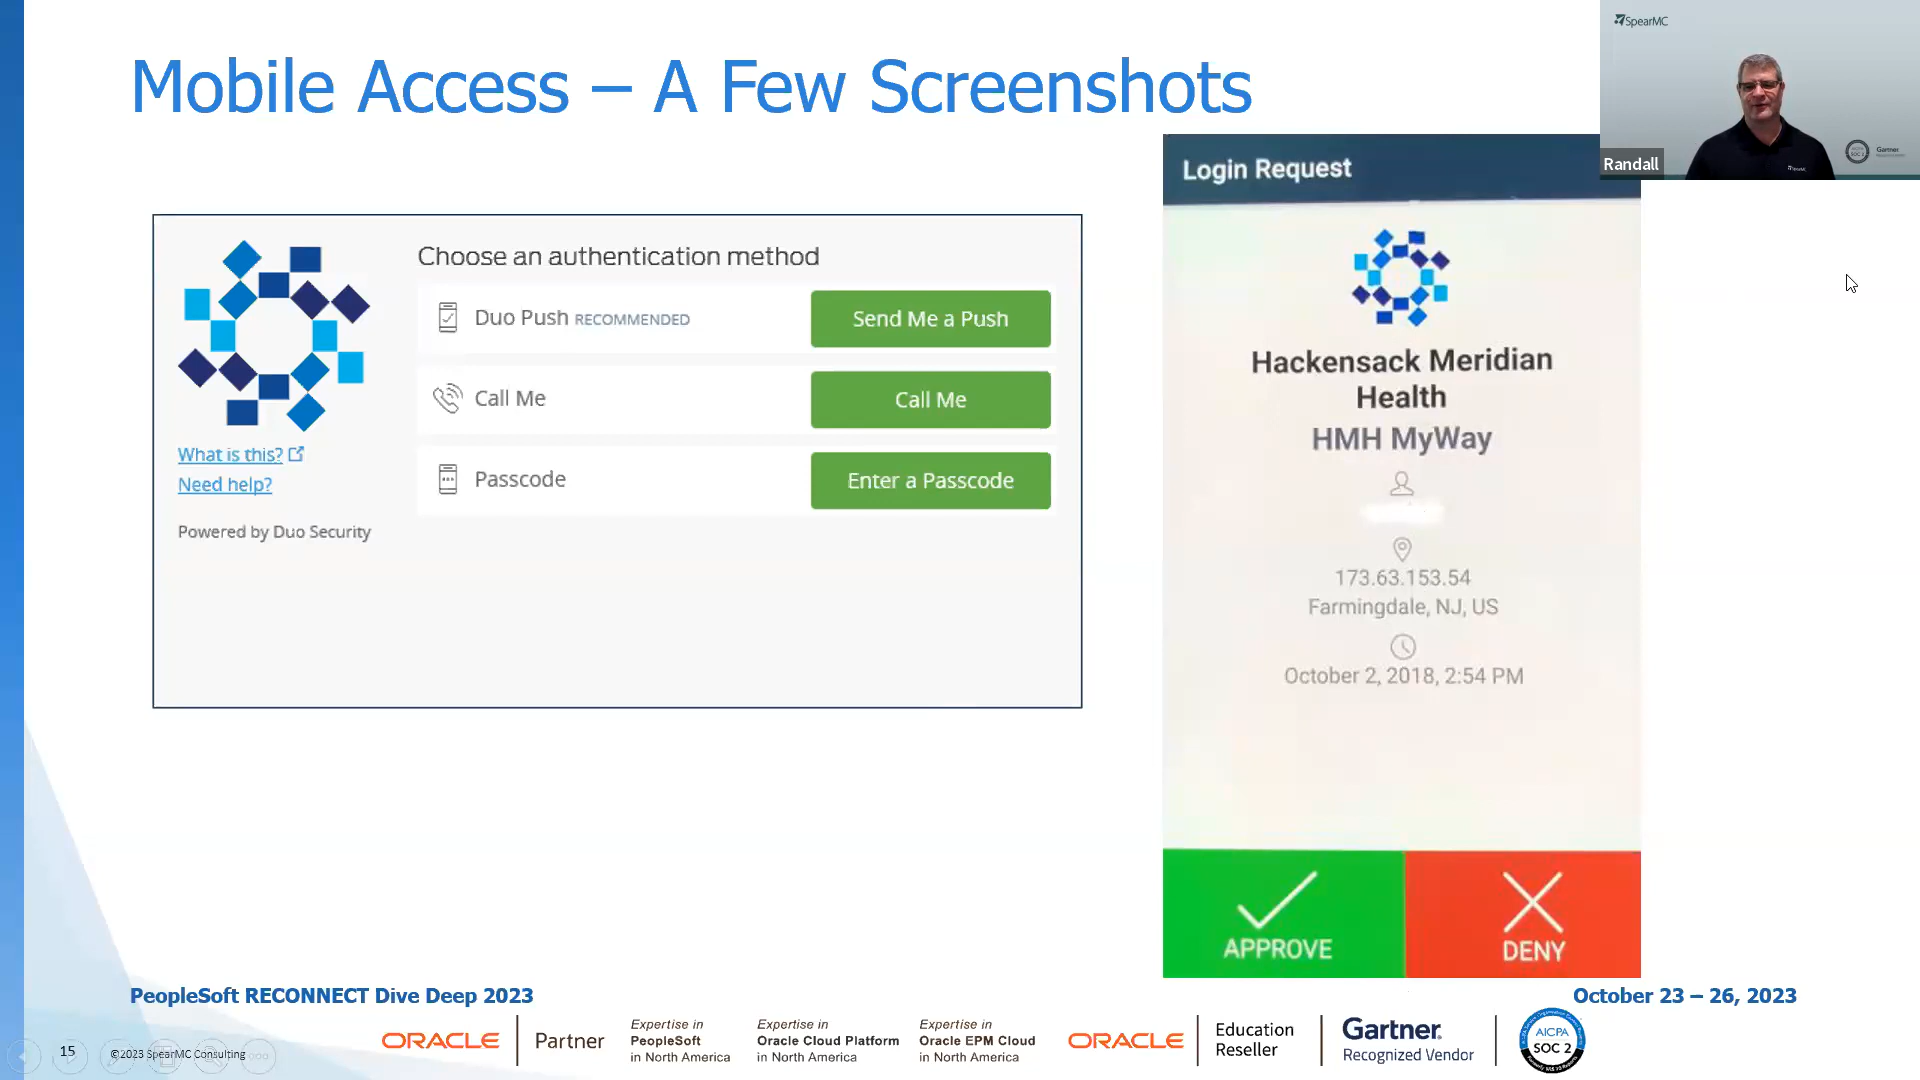 Mobile Access – A Few Screenshots
SpearMC
Randall
AICPA
SOC 2
Gartner
Choose an authentication method
Duo Push RECOMMENDED
Send Me a Push
Call Me
Call Me
Passcode
Enter a Passcode
What is this?
Need help?
Powered by Duo Security
Login Request
Hackensack Meridian
Health
HMH MyWay
173.63.153.54
Farmingdale, NJ, US
October 2, 2018, 2:54 PM
APPROVE
DENY
PeopleSoft RECONNECT Dive Deep 2023
October 23 – 26, 2023
15
©2023 SpearMC Consulting
ORACLE
Partner
Expertise in
PeopleSoft
in North America
Expertise in
Oracle Cloud Platform
in North America
Expertise in
Oracle EPM Cloud
in North America
ORACLE
Education
Reseller
Gartner
Recognized Vendor
AICPA
SOC 2